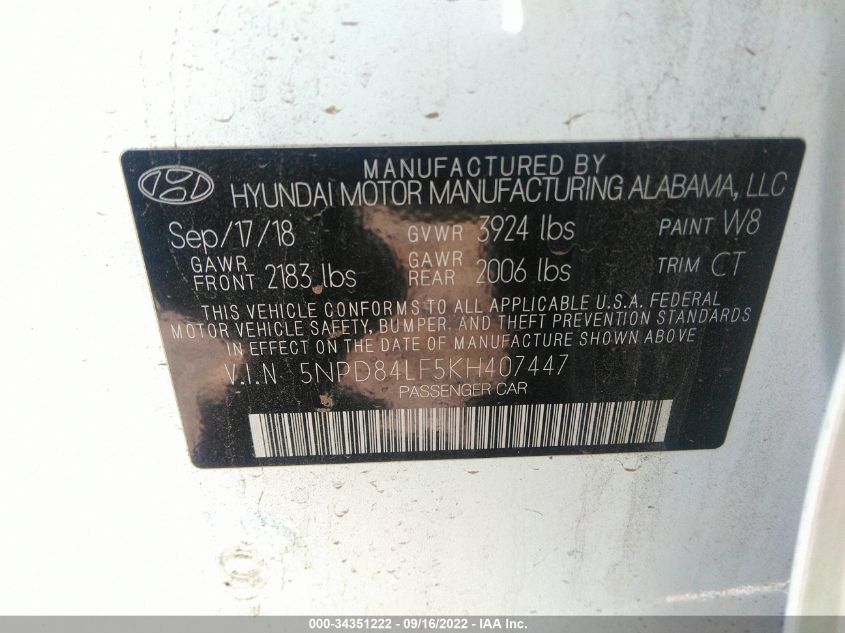 MANUFACTURED BY
HYUNDAI MOTOR MANUFACTURING ALABAMA, LLC
Sep/17/18 GVWR 3924 lbs PAINT W8
GAWR FRONT 2183 lbs GAWR REAR 2006 lbs TRIM CT
THIS VEHICLE CONFORMS TO ALL APPLICABLE U.S.A. FEDERAL
MOTOR VEHICLE SAFETY, BUMPER, AND THEFT PREVENTION STANDARDS
IN EFFECT ON THE DATE OF MANUFACTURE SHOWN ABOVE
V.I.N 5NPD84LF5KH407447
PASSENGER CAR
000-34351222 - 09/16/2022 - IAA Inc.